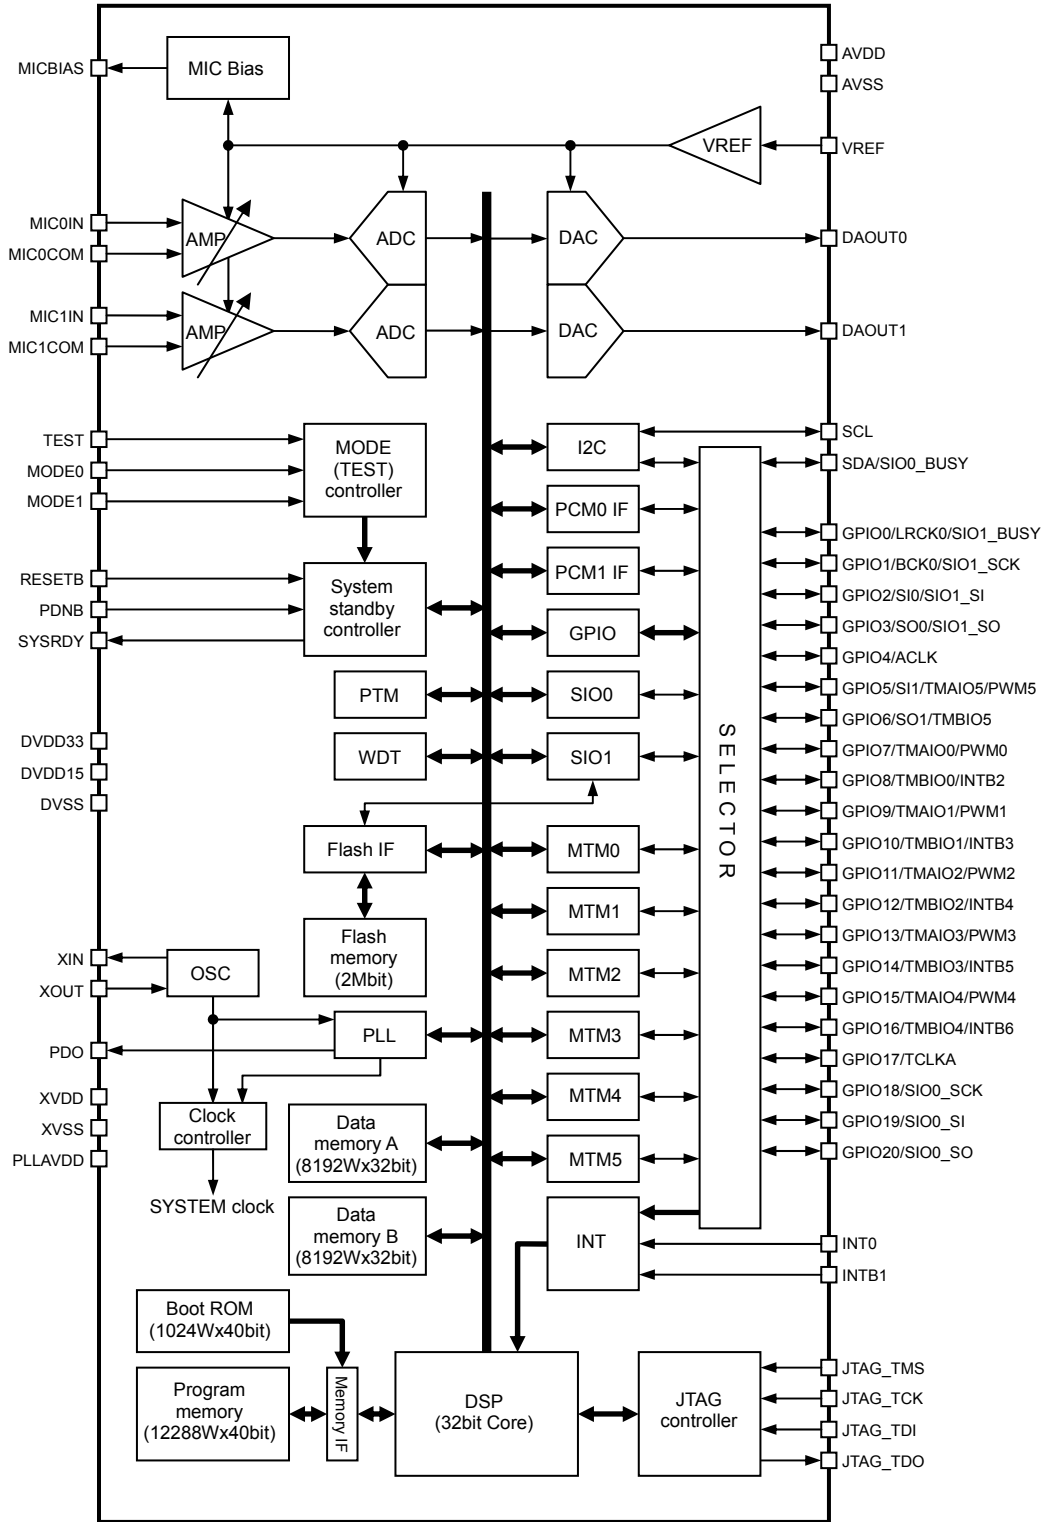 MICBIAS
MIC Bias
AVDD
AVSS
VREF
VREF
MIC0IN
MIC0COM
AMP
ADC
DAC
DAOUT0
MIC1IN
MIC1COM
AMP
ADC
DAC
DAOUT1
TEST
MODE0
MODE1
MODE
(TEST)
controller
I2C
SCL
SDA/SIO0_BUSY
PCM0 IF
GPIO0/LRCK0/SIO1_BUSY
RESETB
PDNB
SYSRDY
System
standby
controller
PCM1 IF
GPIO1/BCK0/SIO1_SCK
GPIO2/SI0/SIO1_SI
GPIO
GPIO3/SO0/SIO1_SO
GPIO4/ACLK
PTM
SIO0
GPIO5/SI1/TMAIO5/PWM5
GPIO6/SO1/TMBIO5
DVDD33
DVDD15
DVSS
WDT
SIO1
SELECTOR
GPIO7/TMAIO0/PWM0
GPIO8/TMBIO0/INTB2
GPIO9/TMAIO1/PWM1
Flash IF
MTM0
GPIO10/TMBIO1/INTB3
GPIO11/TMAIO2/PWM2
Flash
memory
(2Mbit)
MTM1
GPIO12/TMBIO2/INTB4
GPIO13/TMAIO3/PWM3
XIN
XOUT
OSC
MTM2
GPIO14/TMBIO3/INTB5
GPIO15/TMAIO4/PWM4
PDO
PLL
MTM3
GPIO16/TMBIO4/INTB6
GPIO17/TCLKA
XVDD
XVSS
PLLAVDD
Clock
controller
SYSTEM clock
MTM4
GPIO18/SIO0_SCK
GPIO19/SIO0_SI
Data
memory A
(8192Wx32bit)
MTM5
GPIO20/SIO0_SO
Data
memory B
(8192Wx32bit)
INT
INT0
INTB1
Boot ROM
(1024Wx40bit)
Program
memory
(12288Wx40bit)
Memory IF
DSP
(32bit Core)
JTAG
controller
JTAG_TMS
JTAG_TCK
JTAG_TDI
JTAG_TDO